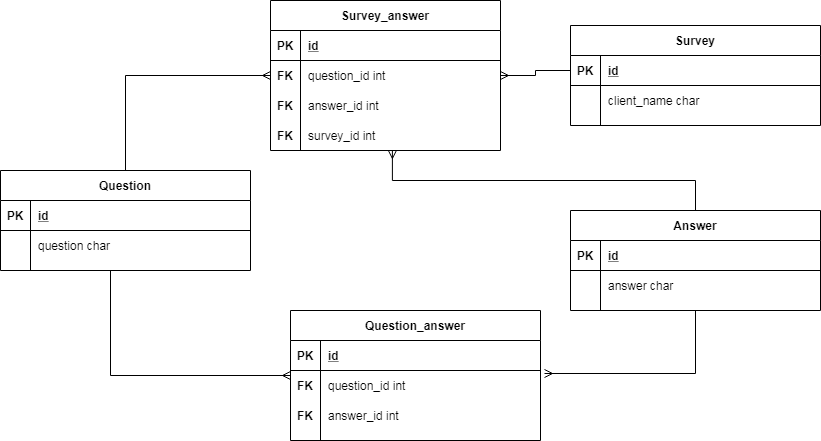 Survey_answer
PK id
FK question_id int
FK answer_id int
FK survey_id int
Survey
PK id
client_name char
Question
PK id
question char
Answer
PK id
answer char
Question_answer
PK id
FK question_id int
FK answer_id int